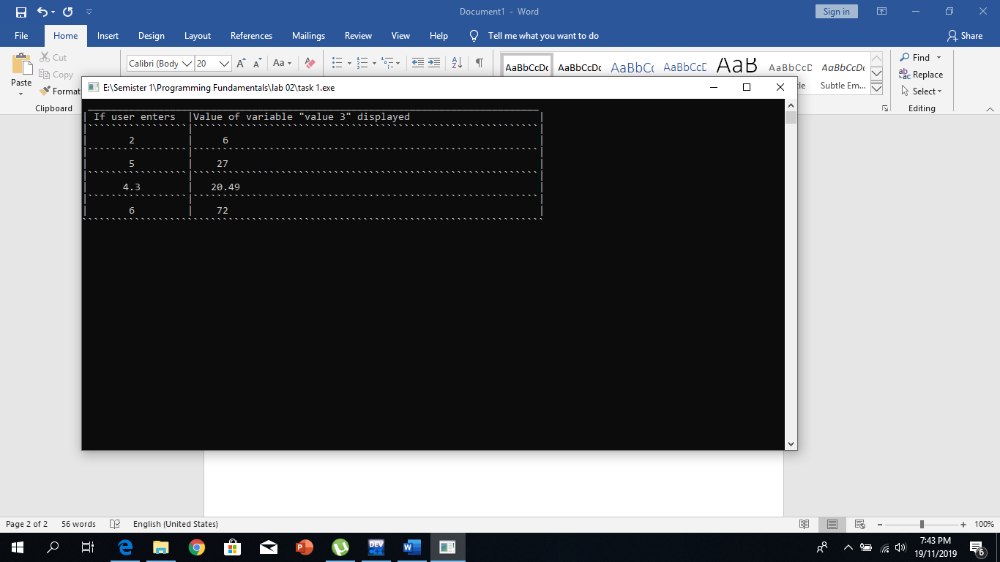 Document1 - Word
Sign in
File Home Insert Design Layout References Mailings Review View Help Tell me what you want to do Share
Paste
Cut
Copy
Format
Clipboard
Calibri (Body 20
Aa
AaBbCcDc AaBbCcDc AaBbCc AaBbCcD AaB AaBbCcD AaBbCcDc
Subtle Em...
Find
Replace
Select
Editing
E:\Semister 1\Programming Fundamentals\lab 02\task 1.exe
| If user enters |Value of variable "value 3" displayed |
| 2 | 6 |
| 5 | 27 |
| 4.3 | 20.49 |
| 6 | 72 |
Page 2 of 2 56 words English (United States) 100%
DEV
7:43 PM
19/11/2019
6